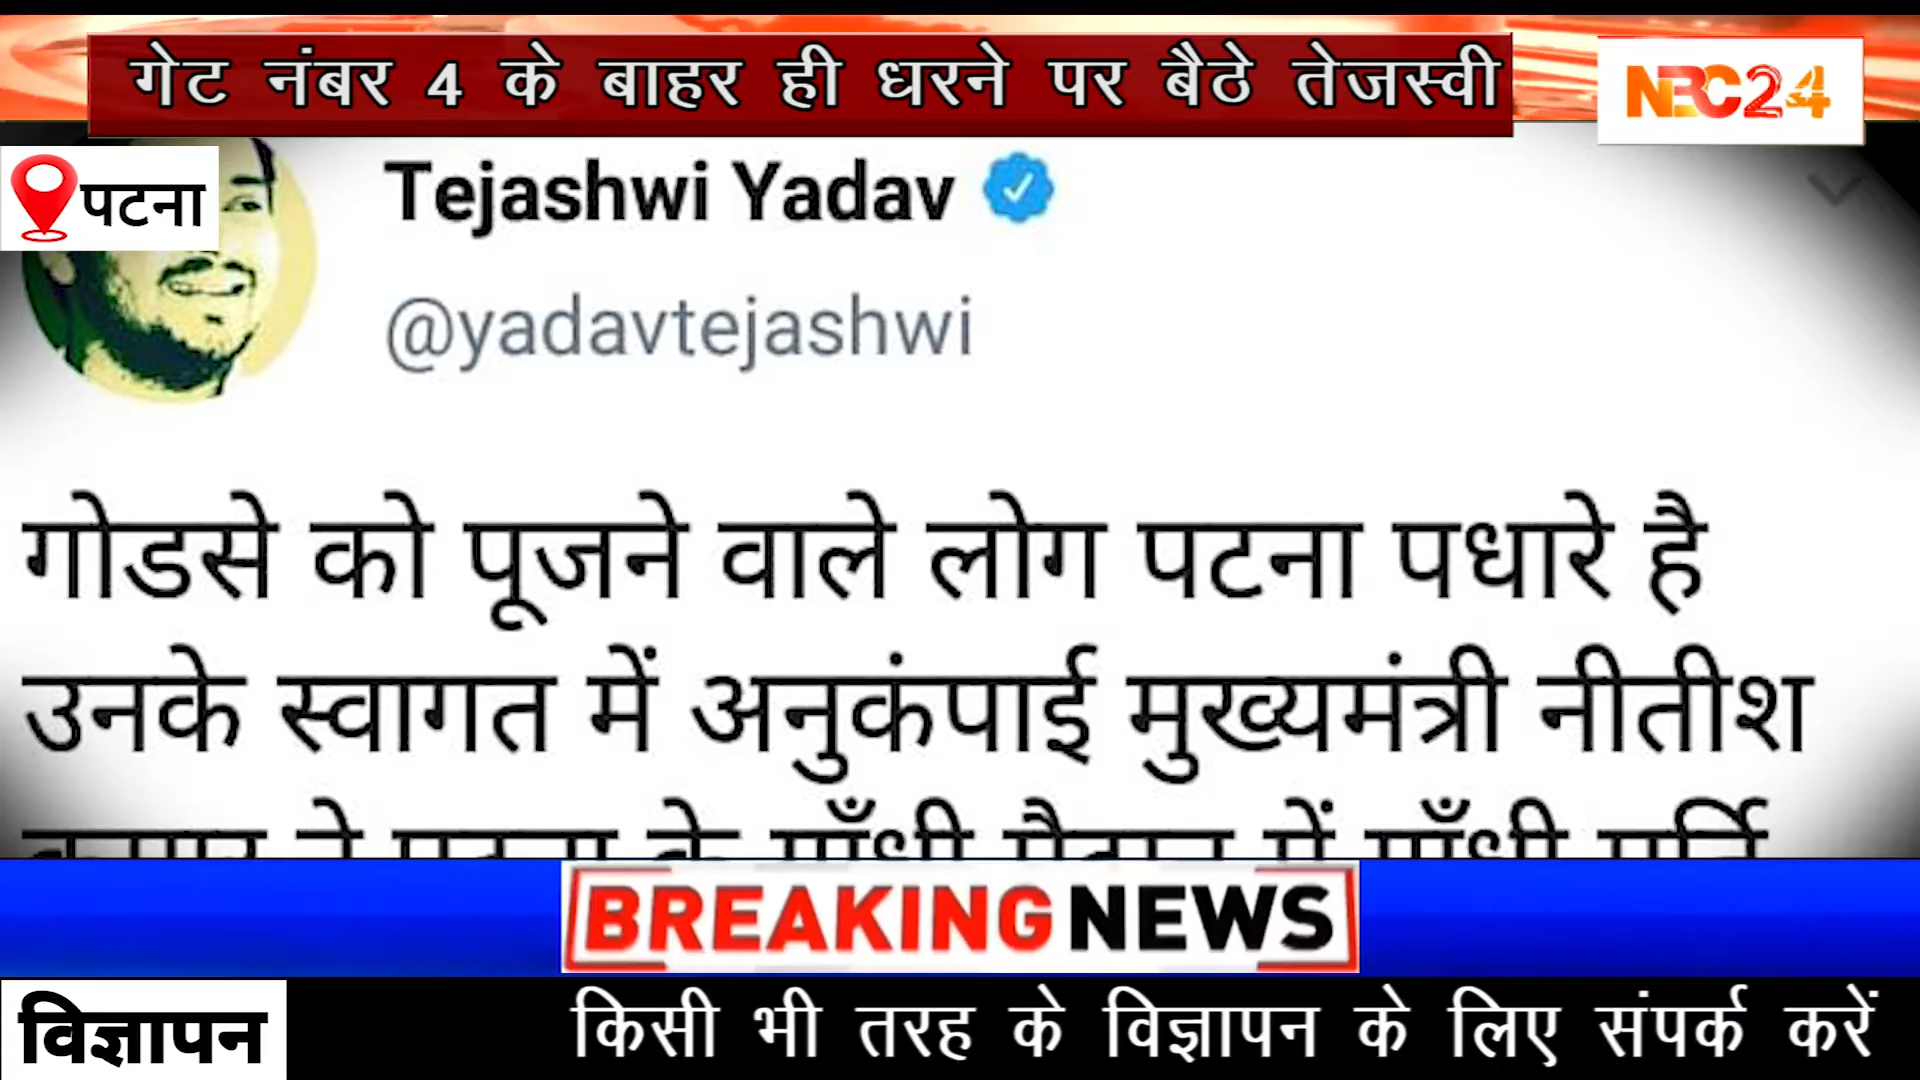 गेट नंबर 4 के बाहर ही धरने पर बैठे तेजस्वी
NBC24
पटना
Tejashwi Yadav
@yadavtejashwi
गोडसे को पूजने वाले लोग पटना पधारे है
उनके स्वागत में अनुकंपाई मुख्यमंत्री नीतीश
BREAKING NEWS
विज्ञापन
किसी भी तरह के विज्ञापन के लिए संपर्क करें